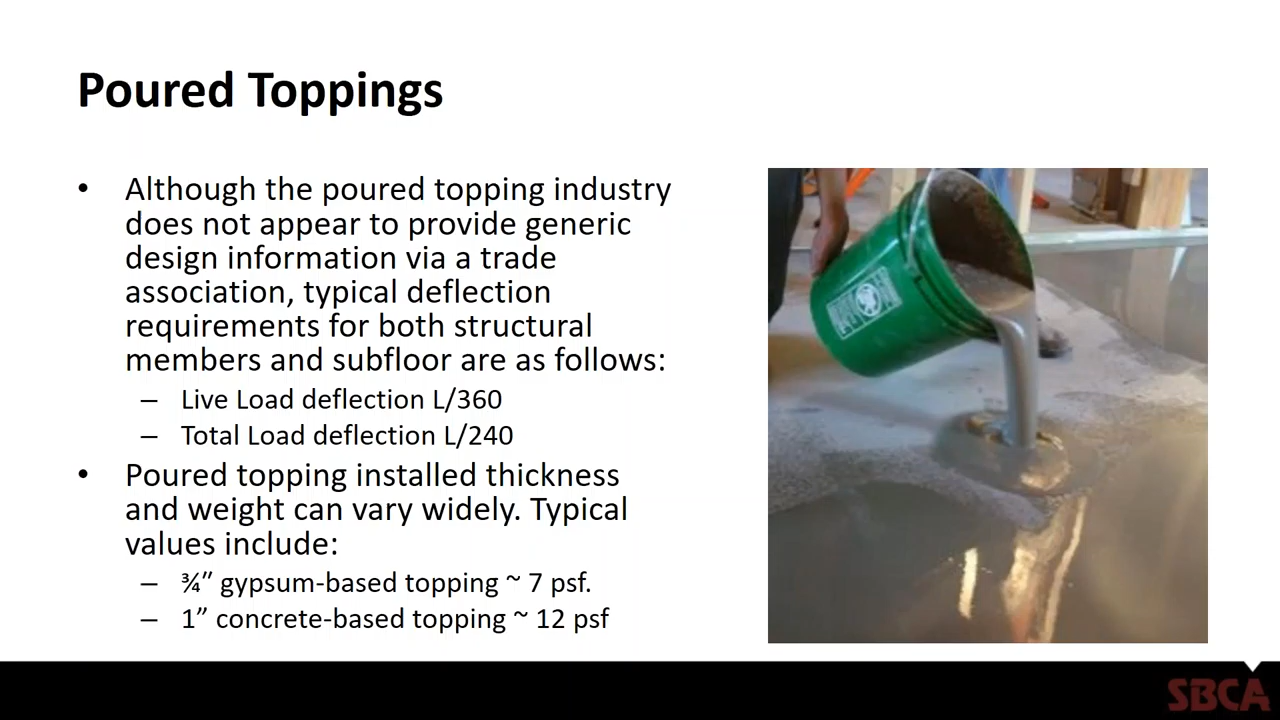 Poured Toppings
• Although the poured topping industry
does not appear to provide generic
design information via a trade
association, typical deflection
requirements for both structural
members and subfloor are as follows:
– Live Load deflection L/360
– Total Load deflection L/240
• Poured topping installed thickness
and weight can vary widely. Typical
values include:
– ¾” gypsum-based topping ~ 7 psf.
– 1” concrete-based topping ~ 12 psf
SBCA